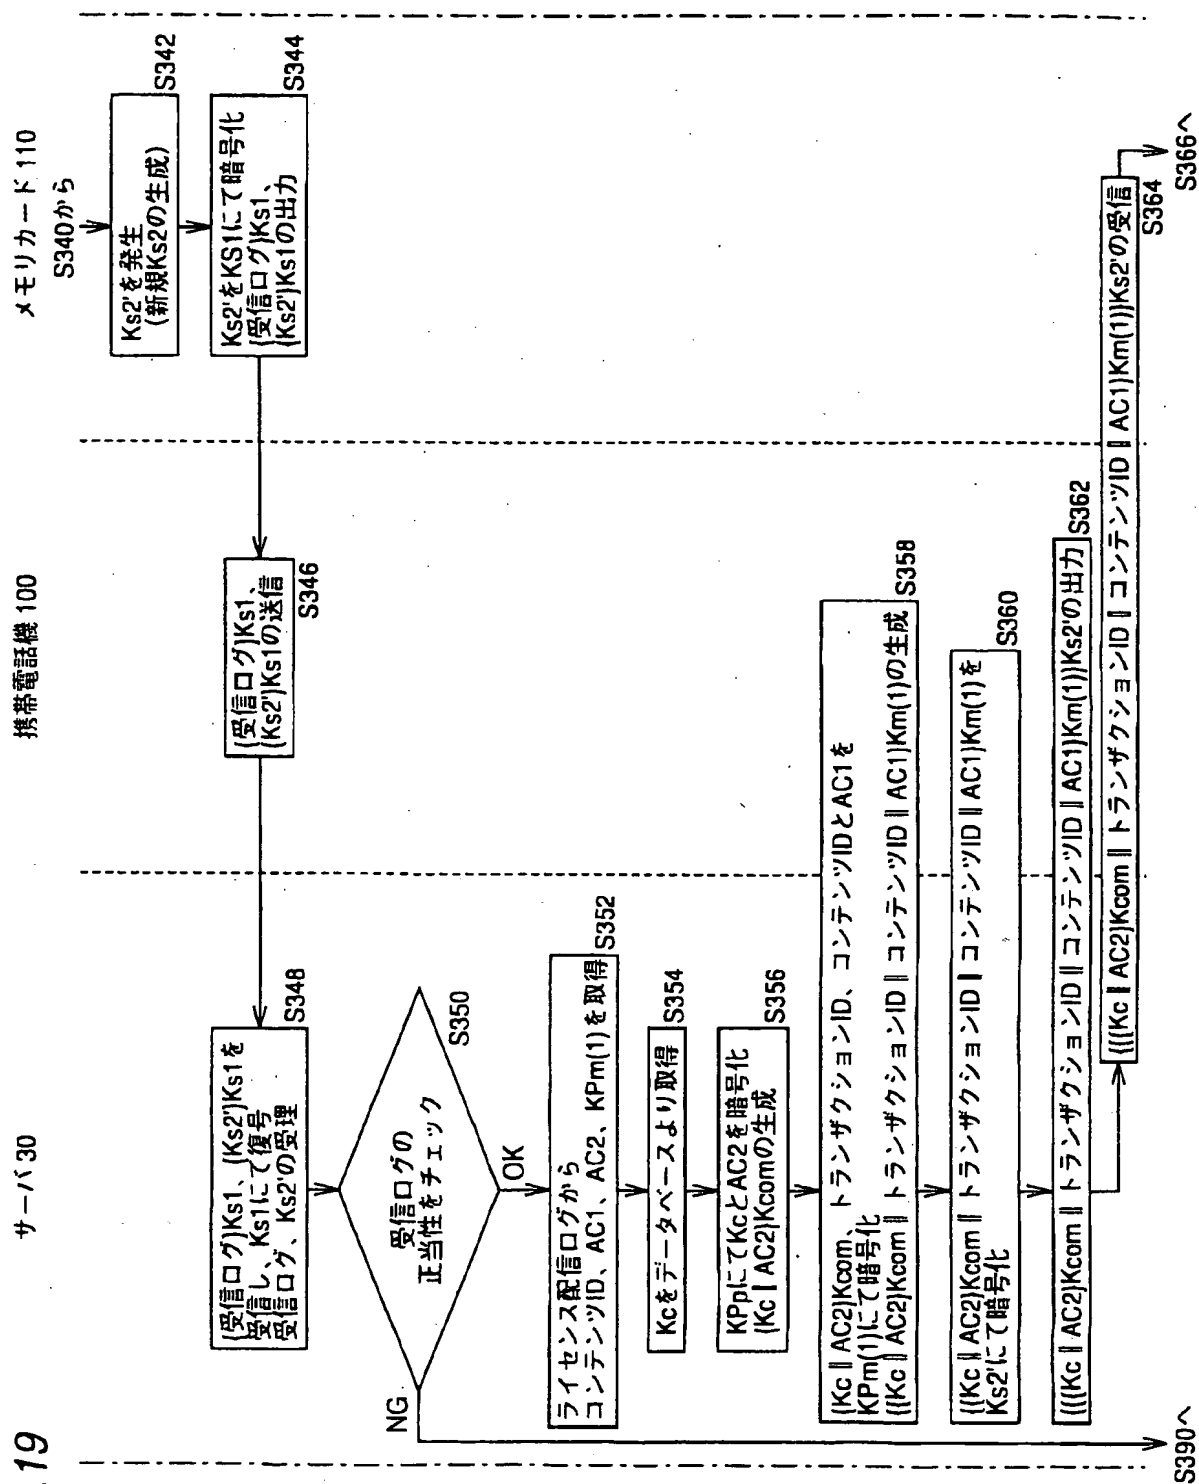 . 19
サーバ 30
携帯電話機 100
メモリカード 110
S340から
Ks2'を発生
(新規Ks2の生成)
S342
Ks2'をKS1にて暗号化
{受信ログ}Ks1、
{Ks2'}Ks1の出力
S344
{受信ログ}Ks1、
{Ks2'}Ks1の送信
S346
{受信ログ}Ks1、{Ks2'}Ks1を
受信し、Ks1にて復号
受信ログ、Ks2'の受理
S348
受信ログの
正当性をチェック
S350
NG
OK
ライセンス配信ログから
コンテンツID、AC1、AC2、KPm(1)を取得
S352
Kcをデータベースより取得
S354
KPpにてKcとAC2を暗号化
{Kc∥AC2}Kcomの生成
S356
{Kc∥AC2}Kcom、トランザクションID、コンテンツIDとAC1を
KPm(1)にて暗号化
{{Kc∥AC2}Kcom∥トランザクションID∥コンテンツID∥AC1}Km(1)の生成
S358
{{Kc∥AC2}Kcom∥トランザクションID∥コンテンツID∥AC1}Km(1)を
Ks2'にて暗号化
S360
{{{Kc∥AC2}Kcom∥トランザクションID∥コンテンツID∥AC1}Km(1)}Ks2'の出力
S362
{{{Kc∥AC2}Kcom∥トランザクションID∥コンテンツID∥AC1}Km(1)}Ks2'の受信
S364
S390へ
S366へ